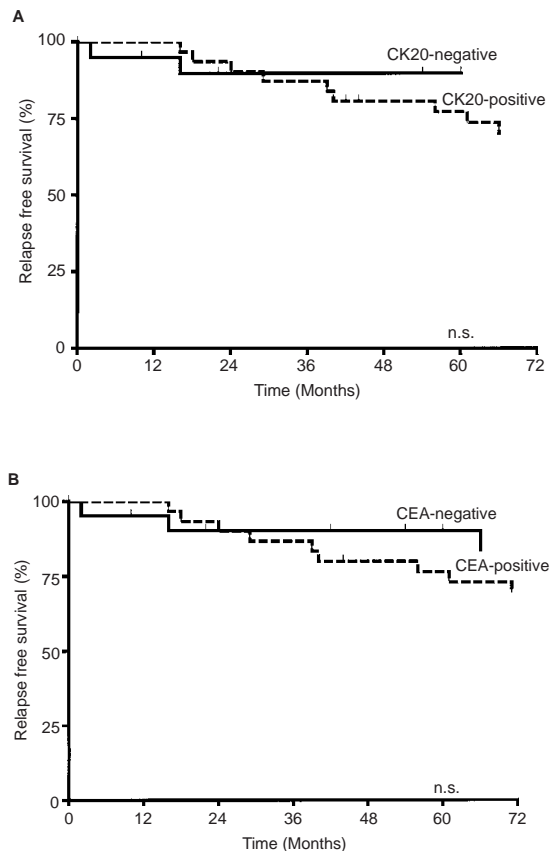 A
100
CK20-negative
CK20-positive
75
Relapse free survival (%)
50
25
n.s.
0
0 12 24 36 48 60 72
Time (Months)
B
100
CEA-negative
CEA-positive
75
Relapse free survival (%)
50
25
n.s.
0
0 12 24 36 48 60 72
Time (Months)